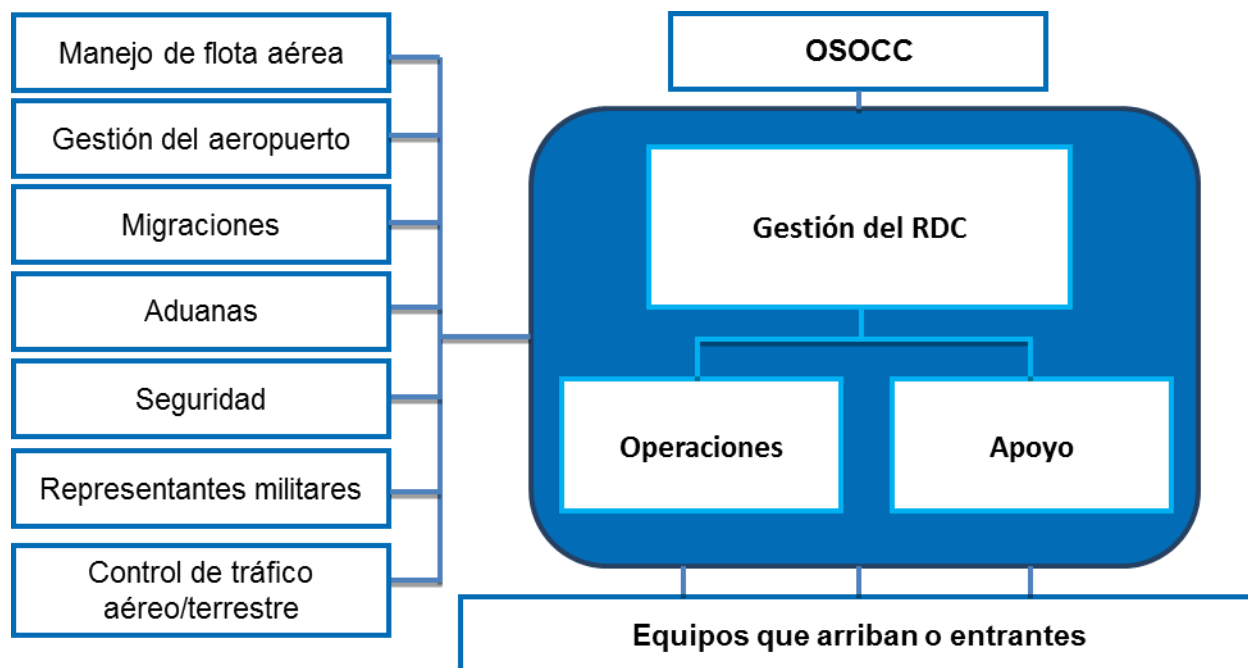 Manejo de flota aérea
Gestión del aeropuerto
Migraciones
Aduanas
Seguridad
Representantes militares
Control de tráfico
aéreo/terrestre
OSOCC
Gestión del RDC
Operaciones
Apoyo
Equipos que arriban o entrantes